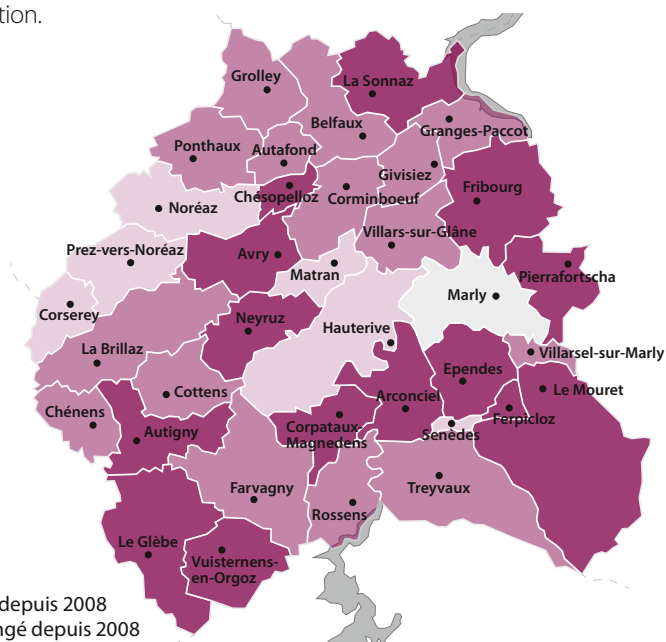 tion.
Grolley
La Sonnaz
Belfaux
Granges-Paccot
Ponthaux
Autafond
Givisiez
Chésopelloz
Corminboeuf
Fribourg
Noréaz
Villars-sur-Glâne
Prez-vers-Noréaz
Avry
Matran
Pierrafortscha
Marly
Corserey
Neyruz
Hauterive
La Brillaz
Villarsel-sur-Marly
Ependes
Cottens
Arconciel
Le Mouret
Chénens
Ferpicloz
Autigny
Corpataux-
Magnedens
Senèdes
Farvagny
Treyvaux
Rossens
Le Glèbe
Vuisternens-
en-Orgoz
depuis 2008
ngé depuis 2008